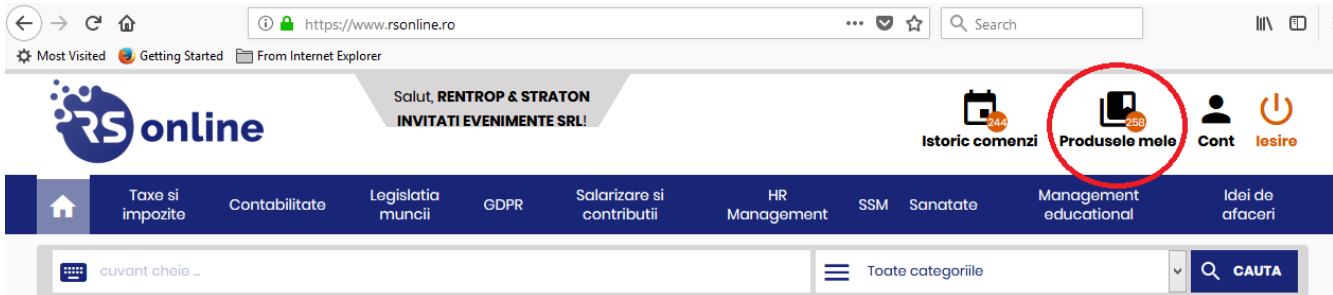 https://www.rsonline.ro
Search
Most Visited Getting Started From Internet Explorer
RS online
Salut, RENTROP & STRATON
INVITATI EVENIMENTE SRL!
244
Istoric comenzi
258
Produsele mele
Cont
Iesire
Taxe si
impozite
Contabilitate
Legislatia
muncii
GDPR
Salarizare si
contributii
HR
Management
SSM
Sanatate
Management
educational
Idei de
afaceri
cuvant cheie ...
Toate categoriile
CAUTA